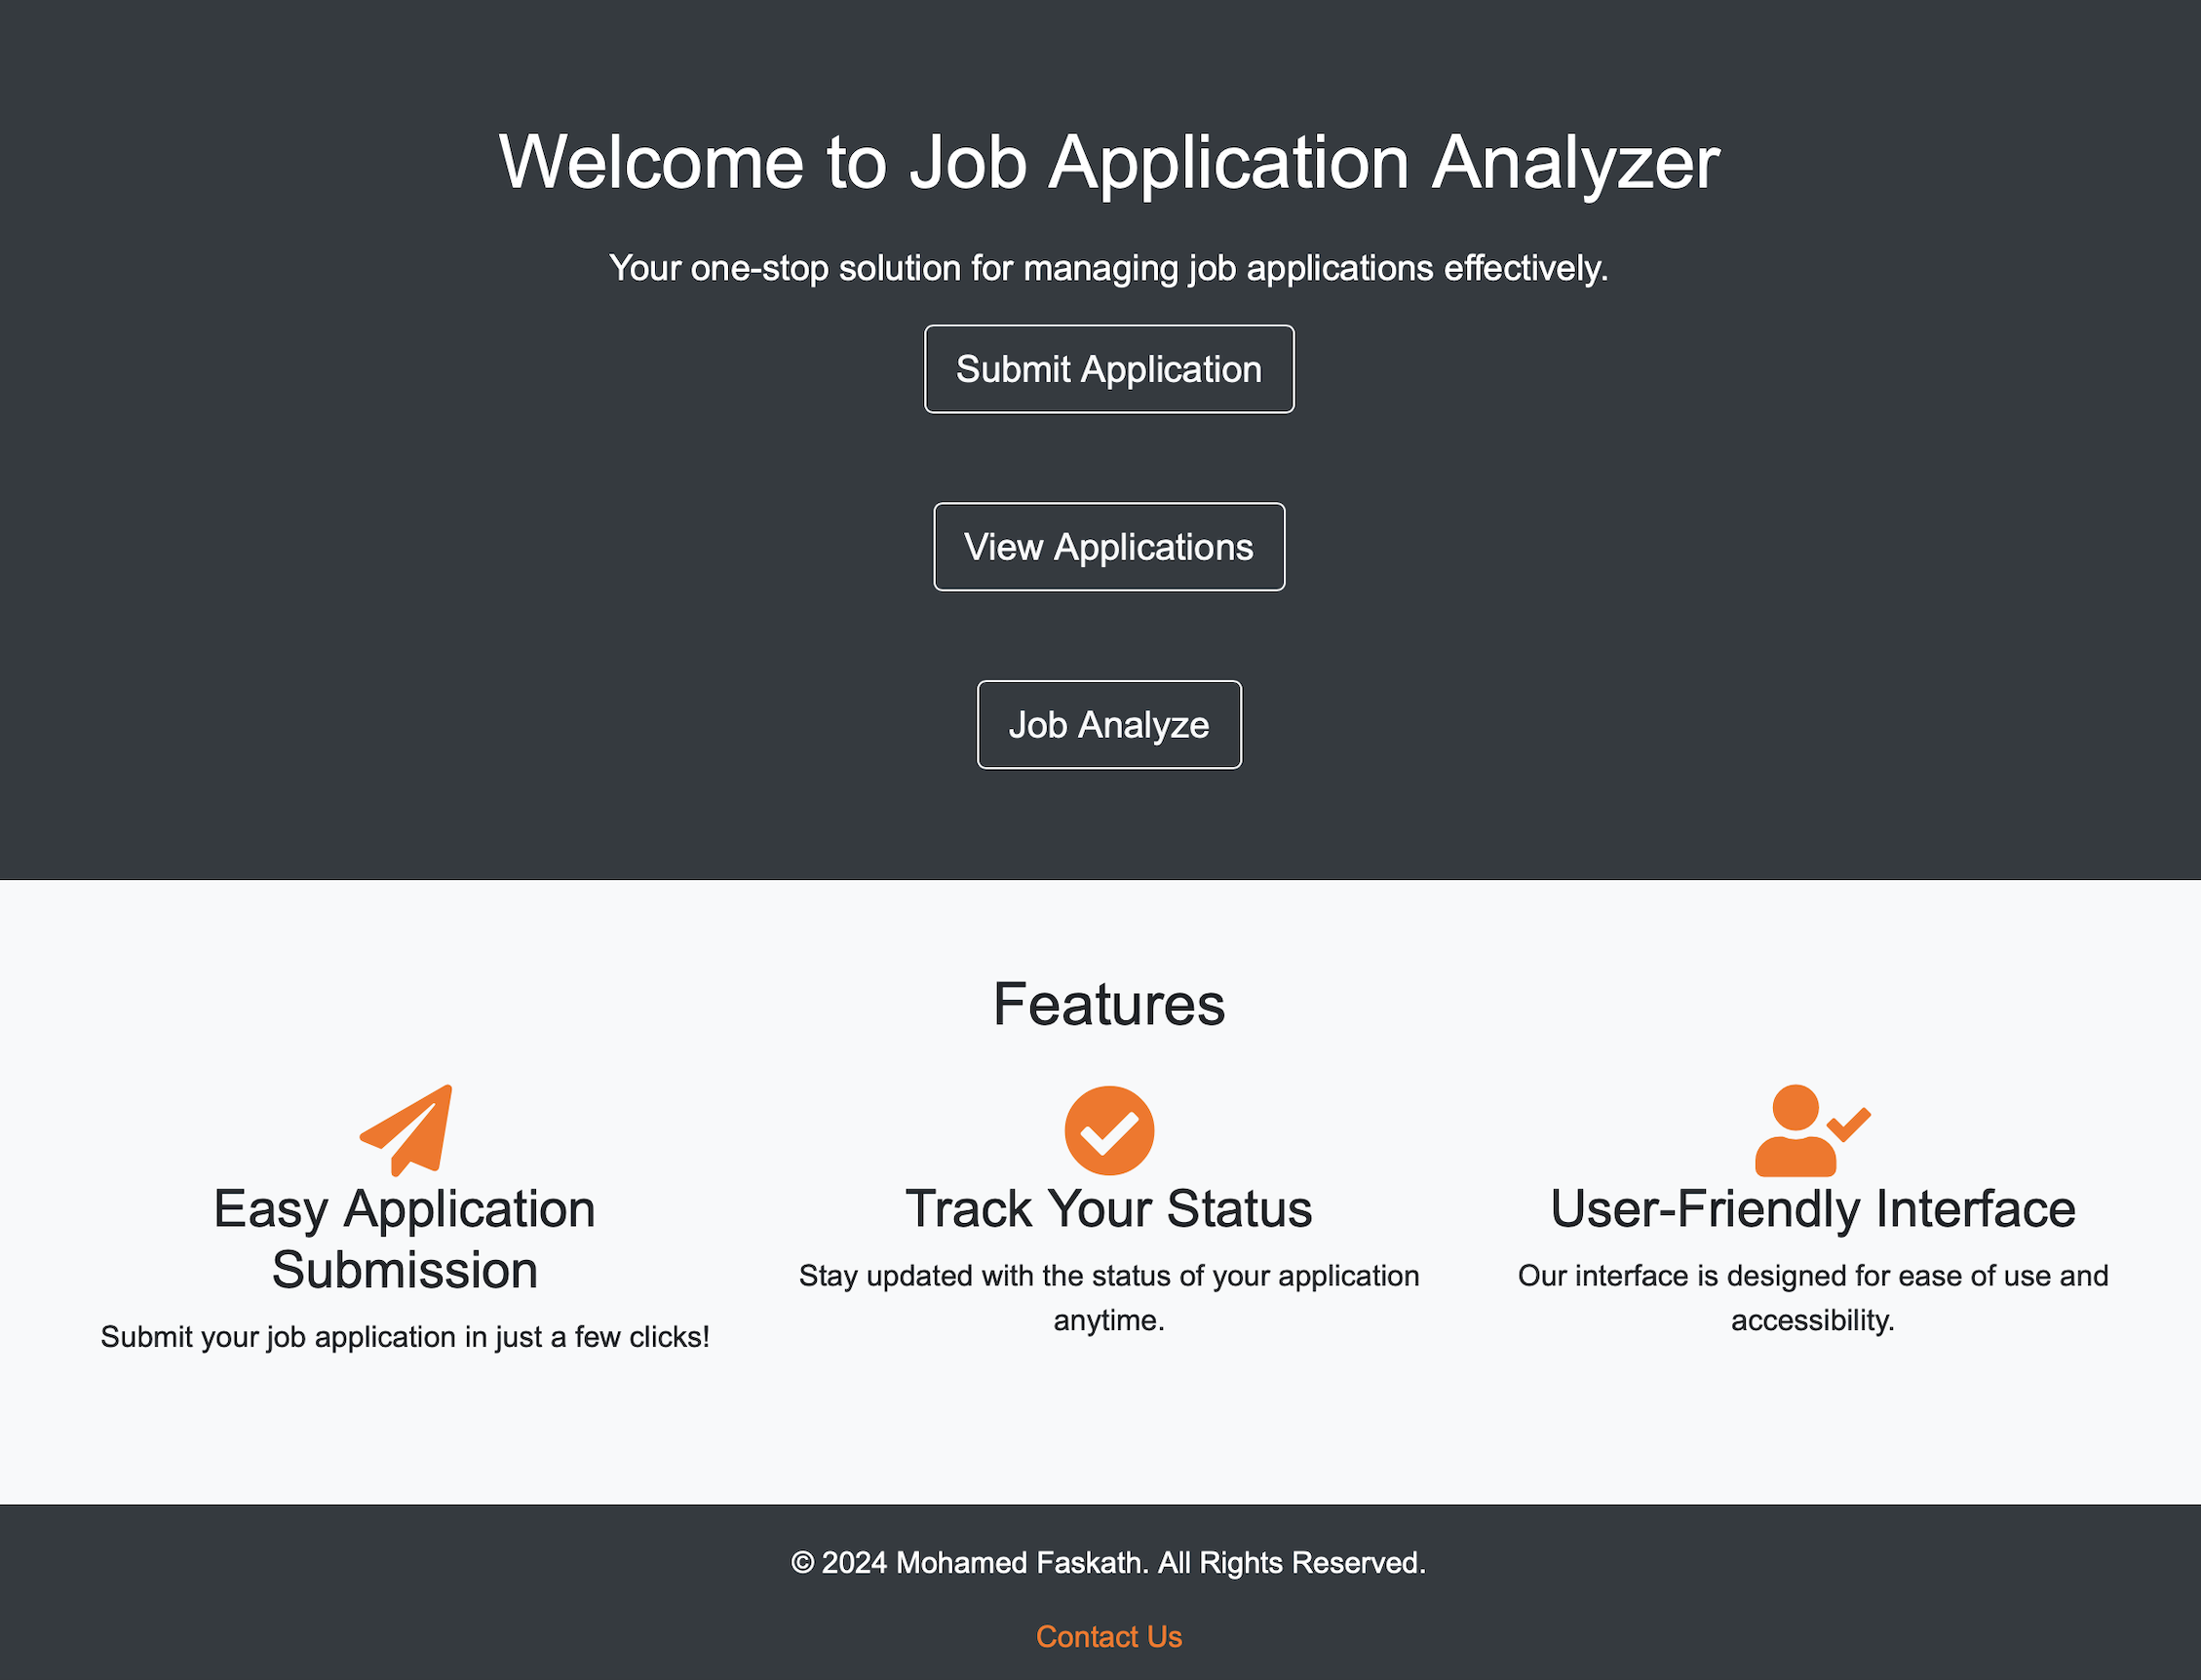 Welcome to Job Application Analyzer
Your one-stop solution for managing job applications effectively.
Submit Application
View Applications
Job Analyze
Features
Easy Application
Submission
Submit your job application in just a few clicks!
Track Your Status
Stay updated with the status of your application
anytime.
User-Friendly Interface
Our interface is designed for ease of use and
accessibility.
© 2024 Mohamed Faskath. All Rights Reserved.
Contact Us